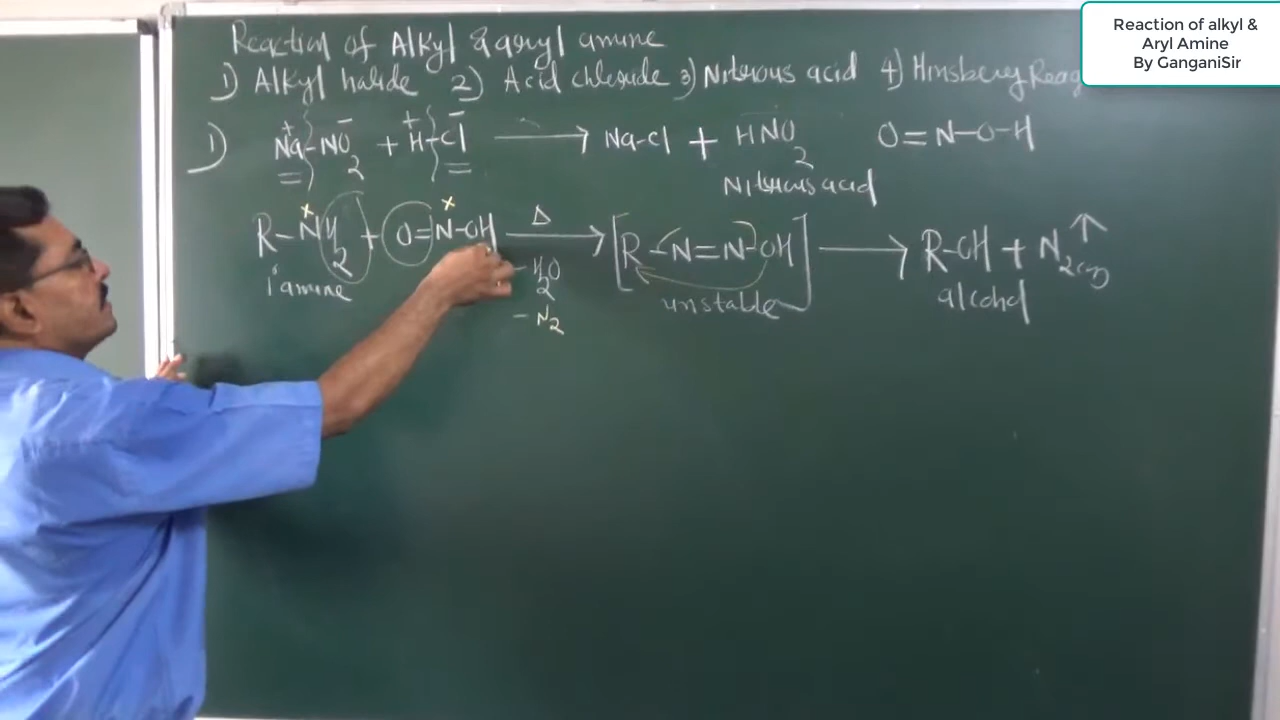 Reaction of Alkyl & aryl amine
1) Alkyl halide 2) Acid chloride 3) Nitrous acid 4) Hinsberg Reag
Reaction of alkyl &
Aryl Amine
By GanganiSir
1) Na⁺-NO₂⁻ + H⁺-Cl⁻ → Na-Cl + HNO₂ O=N-O-H
Nitrous acid
R-NH₂ + O=N-OH Δ → [R-N=N-OH] → R-OH + N₂(g) ↑
1° amine - H₂O unstable alcohol
- N₂